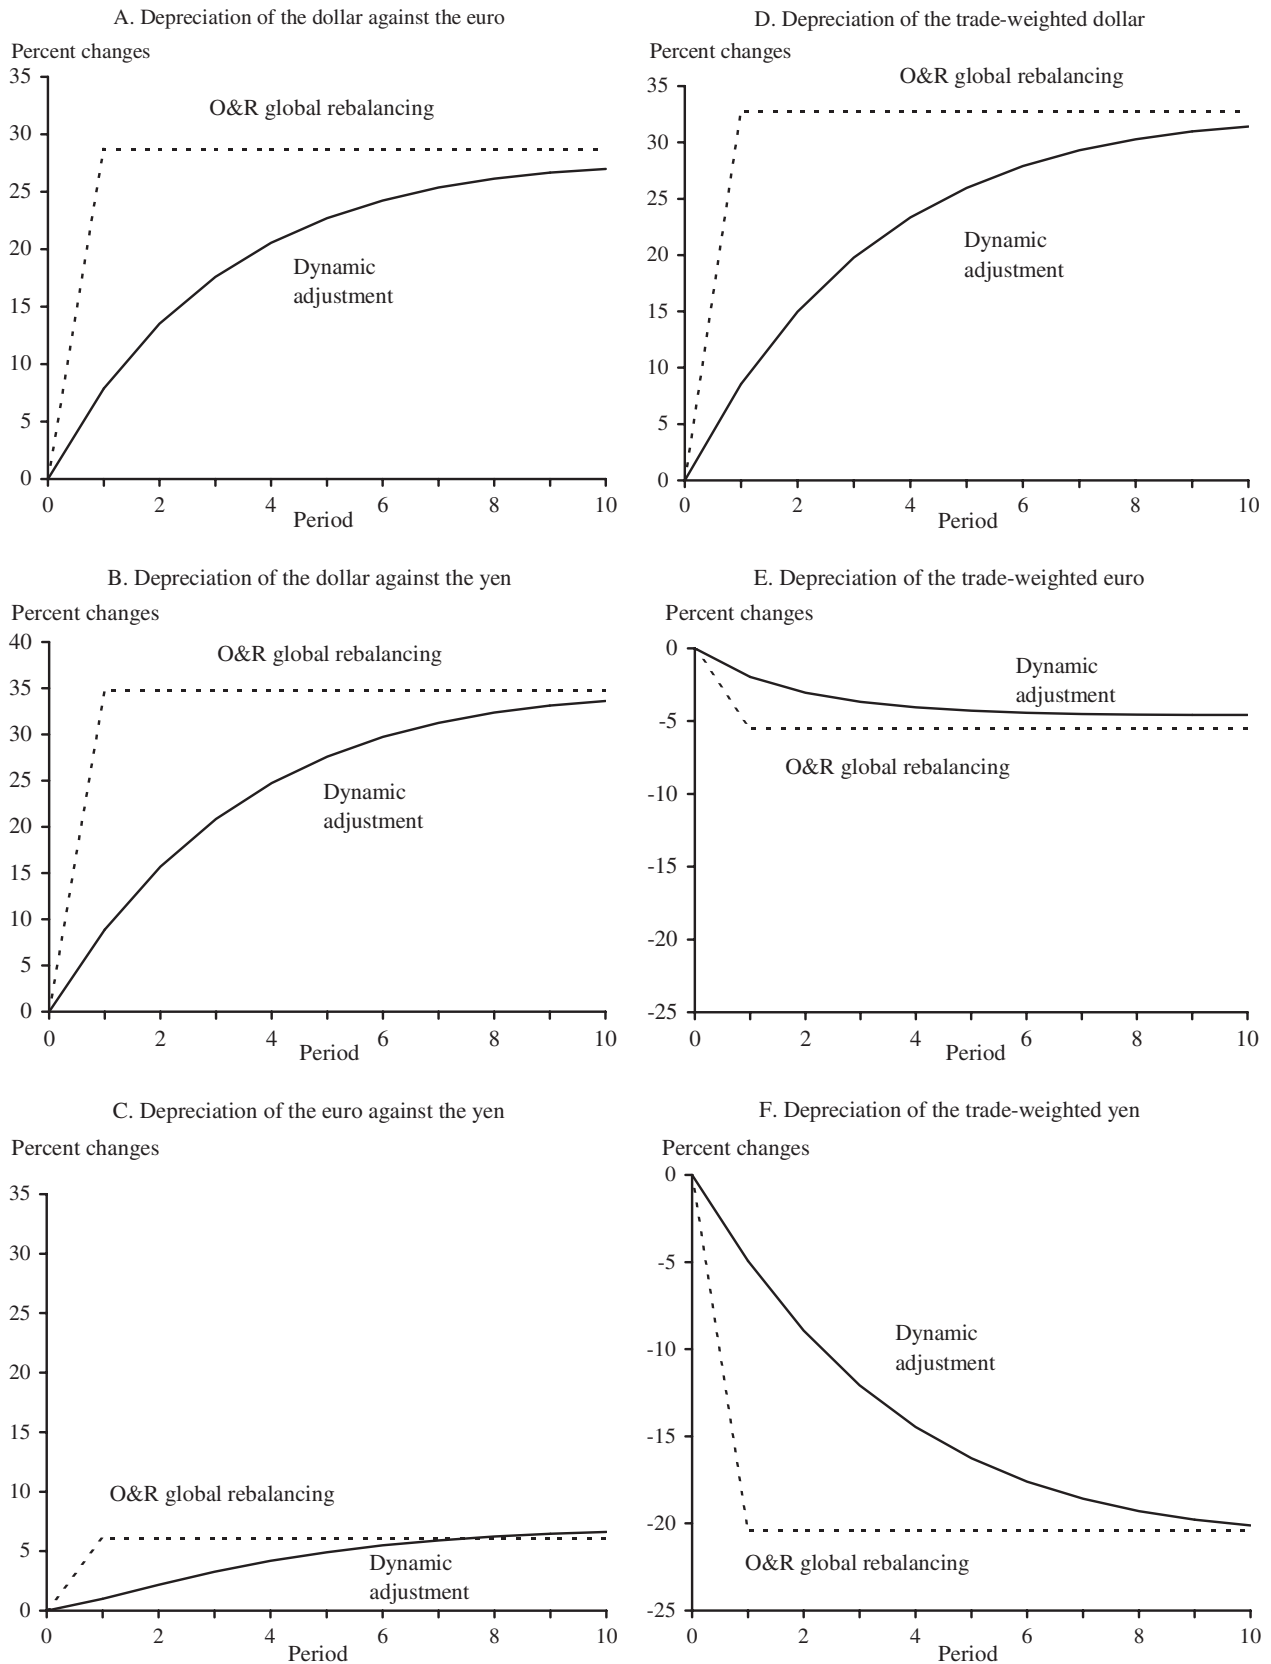 A. Depreciation of the dollar against the euro
Percent changes
35
30
25
20
15
10
5
0
O&R global rebalancing
Dynamic
adjustment
0 2 4 6 8 10
Period
B. Depreciation of the dollar against the yen
Percent changes
40
35
30
25
20
15
10
5
0
O&R global rebalancing
Dynamic
adjustment
0 2 4 6 8 10
Period
C. Depreciation of the euro against the yen
Percent changes
35
30
25
20
15
10
5
0
O&R global rebalancing
Dynamic
adjustment
0 2 4 6 8 10
Period
D. Depreciation of the trade-weighted dollar
Percent changes
35
30
25
20
15
10
5
0
O&R global rebalancing
Dynamic
adjustment
0 2 4 6 8 10
Period
E. Depreciation of the trade-weighted euro
Percent changes
0
-5
-10
-15
-20
-25
Dynamic
adjustment
O&R global rebalancing
0 2 4 6 8 10
Period
F. Depreciation of the trade-weighted yen
Percent changes
0
-5
-10
-15
-20
-25
Dynamic
adjustment
O&R global rebalancing
0 2 4 6 8 10
Period